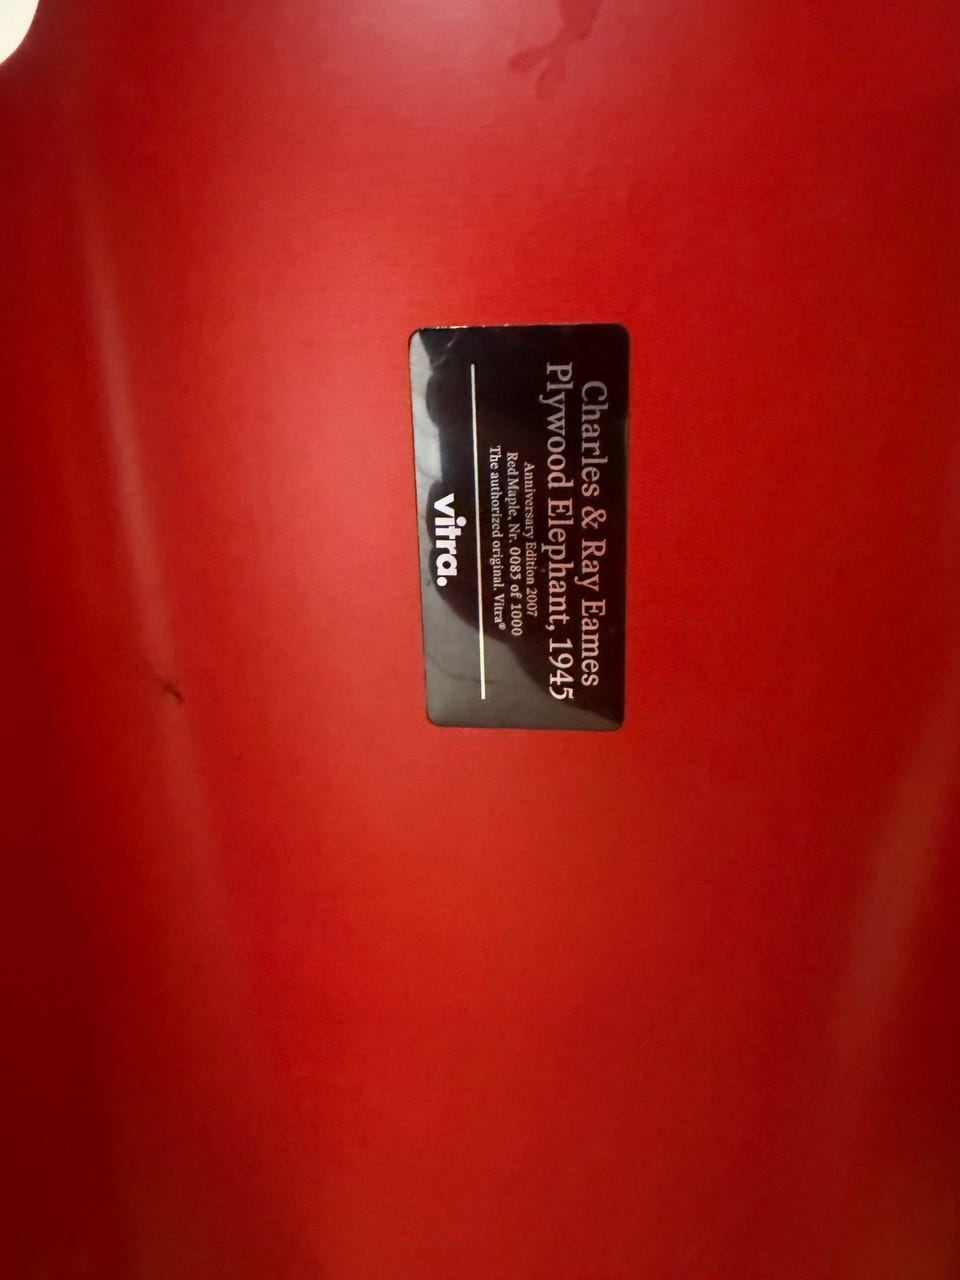 Charles & Ray Eames
Plywood Elephant, 1945
Anniversary Edition 2007
Red Maple, Nr. 0085 of 1000
The authorized original. Vitra®
vitra.